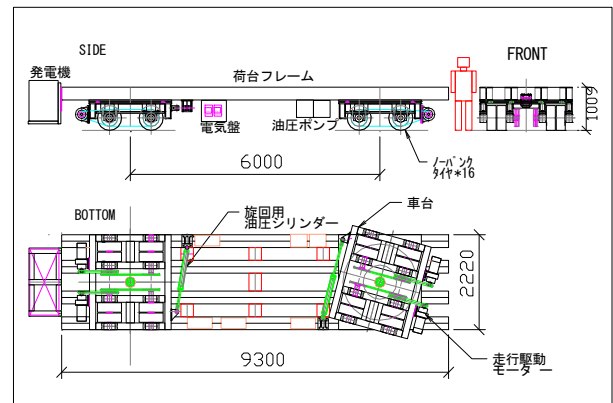 SIDE
FRONT
発電機
荷台フレーム
電気盤
油圧ポンプ
1009
6000
ノーパンク
タイヤ*16
BOTTOM
旋回用
油圧シリンダー
車台
2220
9300
走行駆動
モーター